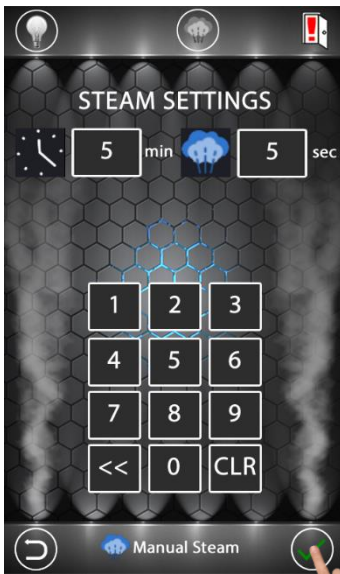 STEAM SETTINGS
5 min 5 sec
1 2 3
4 5 6
7 8 9
<< 0 CLR
Manual Steam